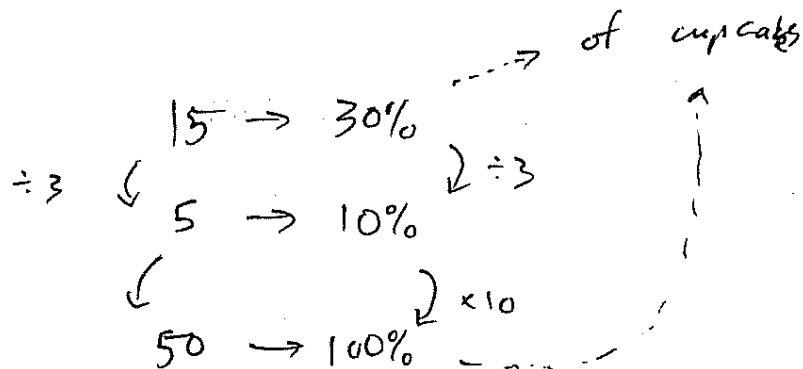 of cupcakes
15 → 30%
÷3 ÷3
5 → 10%
×10
50 → 100%